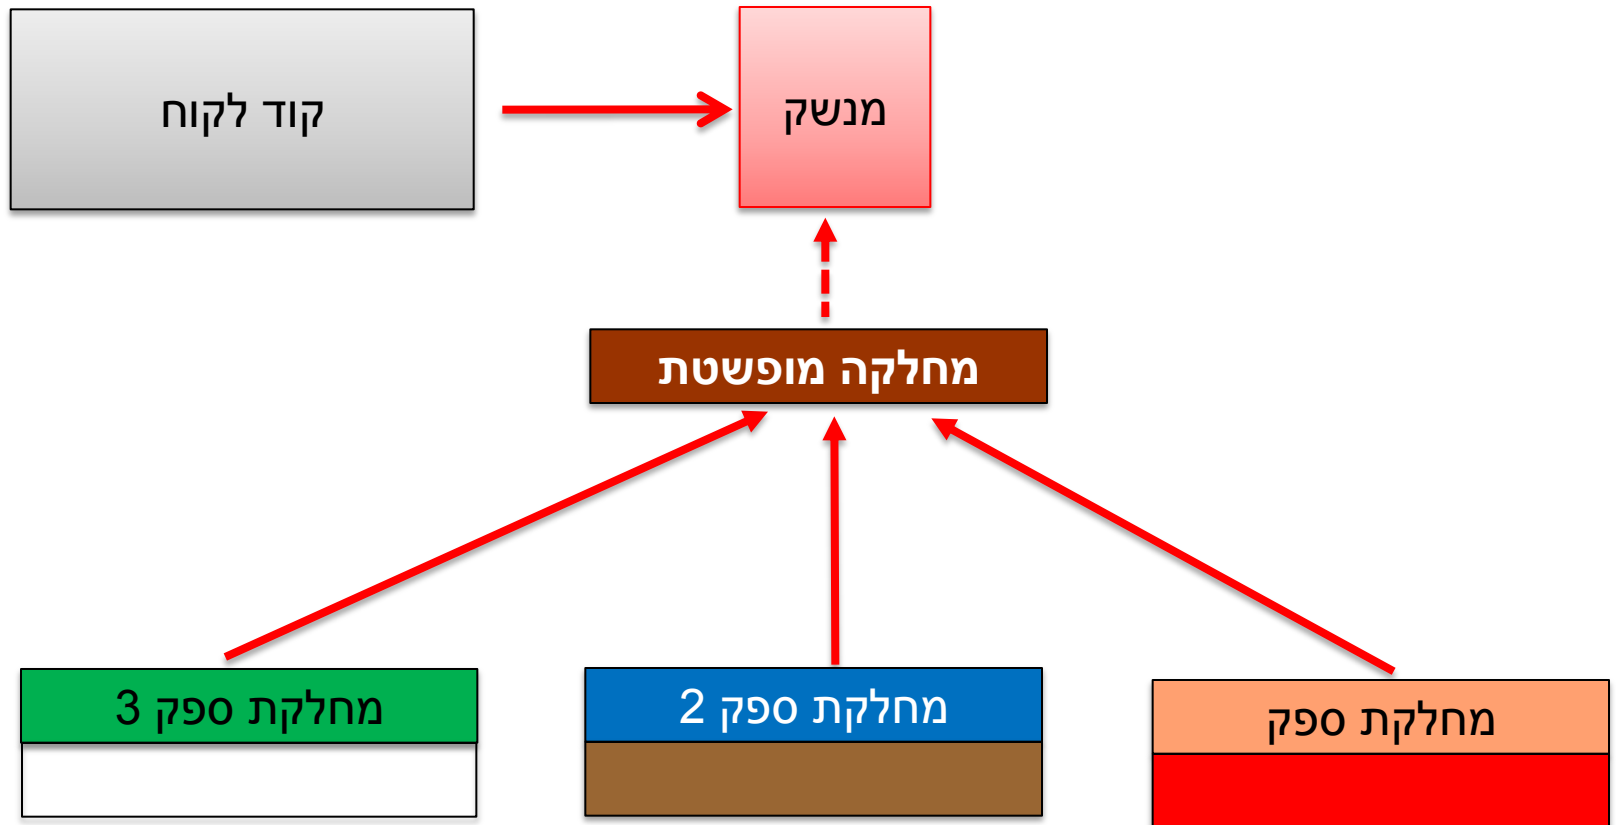 קוד לקוח
מנשק
מחלקה מופשטת
מחלקת ספק
מחלקת ספק 2
מחלקת ספק 3